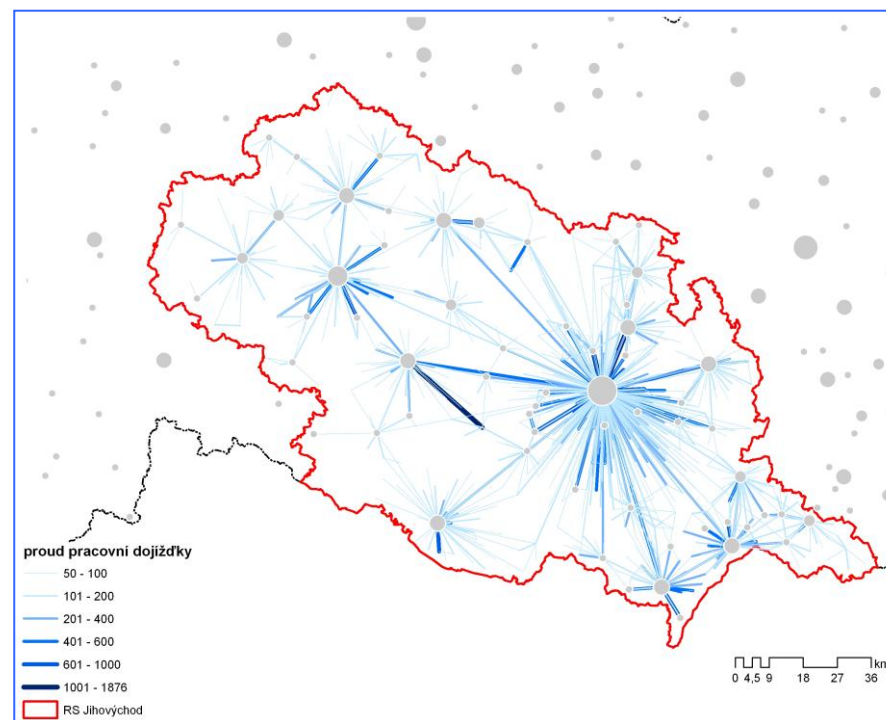 proud pracovní dojížďky
50 - 100
101 - 200
201 - 400
401 - 600
601 - 1000
1001 - 1876
RS Jihovýchod
km
0 4,5 9 18 27 36